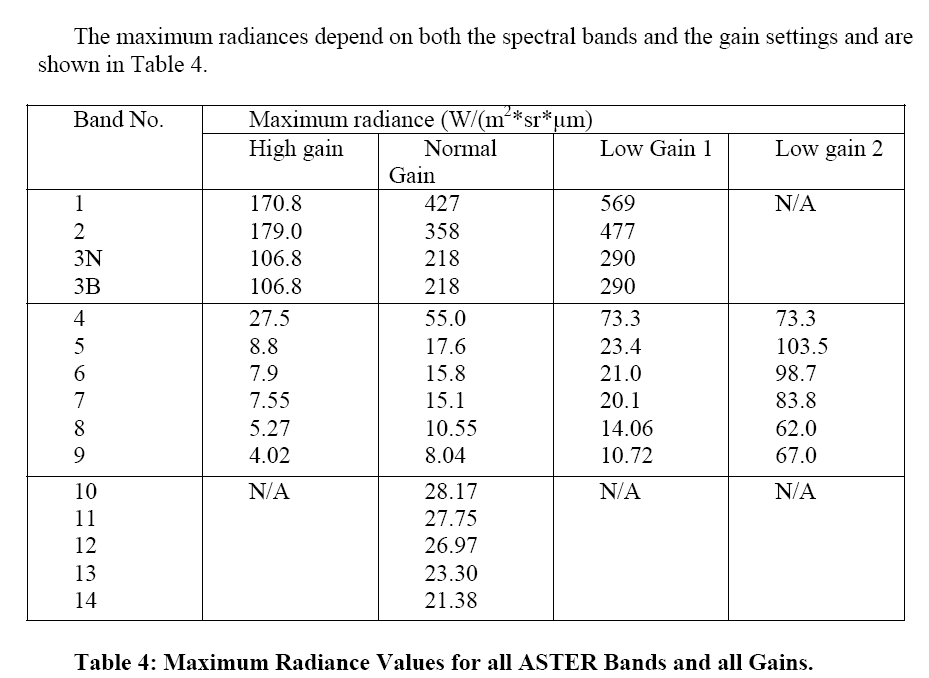 The maximum radiances depend on both the spectral bands and the gain settings and are
shown in Table 4.
Band No. Maximum radiance (W/(m²*sr*μm)
High gain Normal Gain Low Gain 1 Low gain 2
1 170.8 427 569 N/A
2 179.0 358 477
3N 106.8 218 290
3B 106.8 218 290
4 27.5 55.0 73.3 73.3
5 8.8 17.6 23.4 103.5
6 7.9 15.8 21.0 98.7
7 7.55 15.1 20.1 83.8
8 5.27 10.55 14.06 62.0
9 4.02 8.04 10.72 67.0
10 N/A 28.17 N/A N/A
11 27.75
12 26.97
13 23.30
14 21.38
Table 4: Maximum Radiance Values for all ASTER Bands and all Gains.